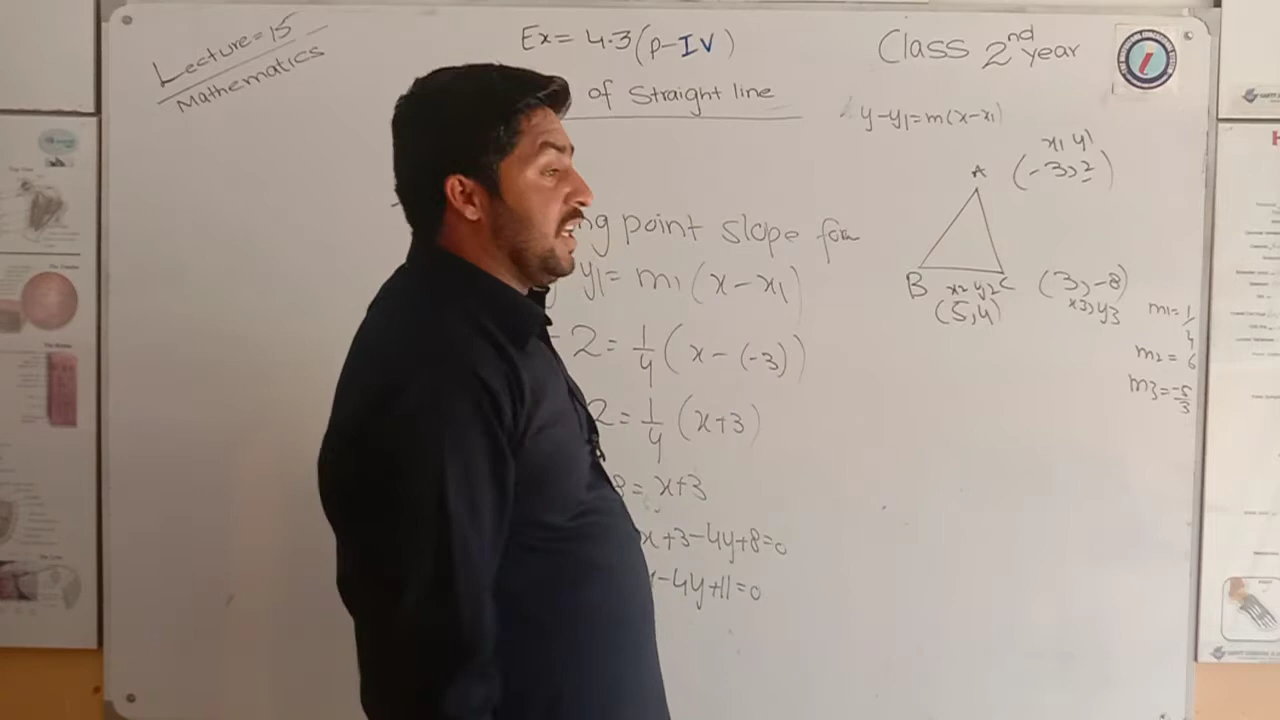 Lecture=15
Mathematics
Ex= 4.3 (P-IV)
Class 2nd year
of Straight line
y-y1=m(x-x1)
x1 y1
A (-3,2)
ng point slope form
y1= m1(x-x1)
B x2 y2 C (3,-8)
(5,4) x3,y3
m1=1/4
m2=6
m3=-5/3
2=1/4(x-(-3))
2=1/4(x+3)
8=x+3
x+3-4y+8=0
-4y+11=0